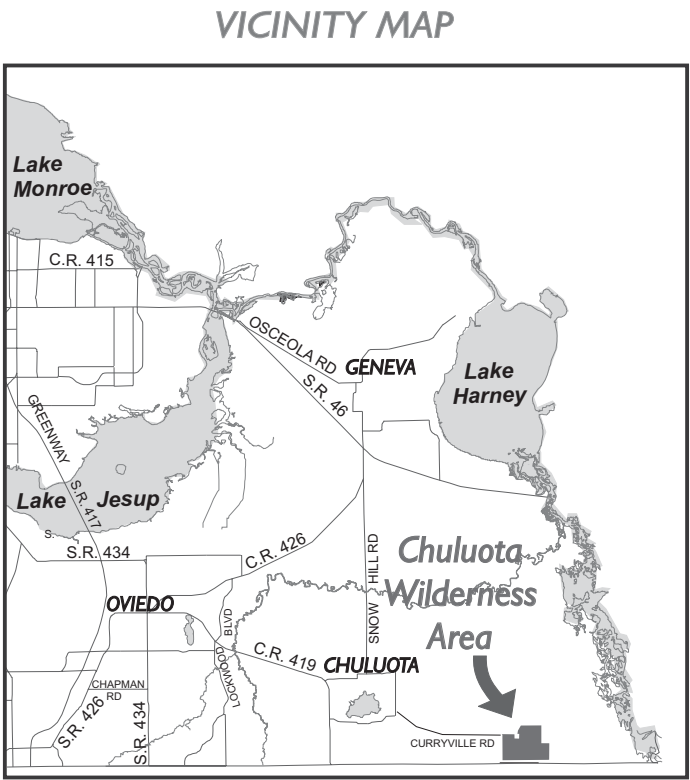 VICINITY MAP
Lake
Monroe
C.R. 415
OSCEOLA RD
GENEVA
S.R. 46
Lake
Harney
GREENWAY
S.R. 417
Lake Jesup
S.
S.R. 434
C.R. 426
SNOW HILL RD
Chuluota
Wilderness
Area
OVIEDO
LOCKWOOD BLVD
C.R. 419
CHULUOTA
CHAPMAN
RD
S.R. 426
S.R. 434
CURRYVILLE RD